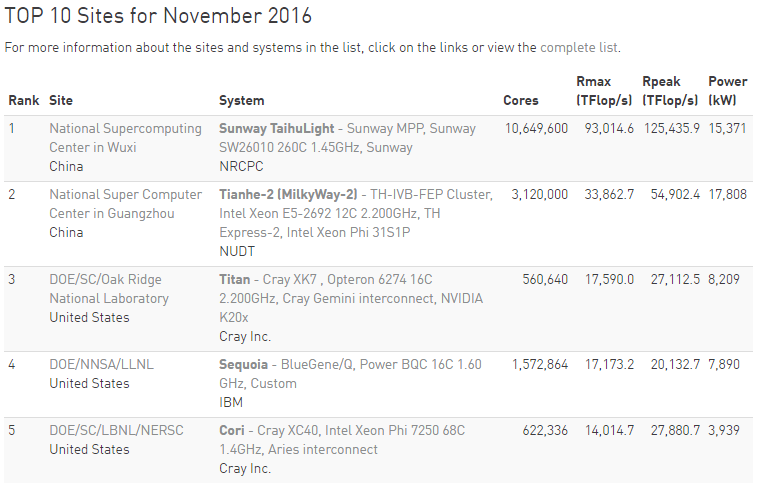 TOP 10 Sites for November 2016
For more information about the sites and systems in the list, click on the links or view the complete list.
Rank Site System Cores Rmax (TFlop/s) Rpeak (TFlop/s) Power (kW)
1 National Supercomputing Sunway TaihuLight - Sunway MPP, Sunway 10,649,600 93,014.6 125,435.9 15,371
Center in Wuxi SW26010 260C 1.45GHz, Sunway
China NRCPC
2 National Super Computer Tianhe-2 (MilkyWay-2) - TH-IVB-FEP Cluster, 3,120,000 33,862.7 54,902.4 17,808
Center in Guangzhou Intel Xeon E5-2692 12C 2.200GHz, TH
China Express-2, Intel Xeon Phi 31S1P
NUDT
3 DOE/SC/Oak Ridge Titan - Cray XK7 , Opteron 6274 16C 560,640 17,590.0 27,112.5 8,209
National Laboratory 2.200GHz, Cray Gemini interconnect, NVIDIA
United States K20x
Cray Inc.
4 DOE/NNSA/LLNL Sequoia - BlueGene/Q, Power BQC 16C 1.60 1,572,864 17,173.2 20,132.7 7,890
United States GHz, Custom
IBM
5 DOE/SC/LBNL/NERSC Cori - Cray XC40, Intel Xeon Phi 7250 68C 622,336 14,014.7 27,880.7 3,939
United States 1.4GHz, Aries interconnect
Cray Inc.